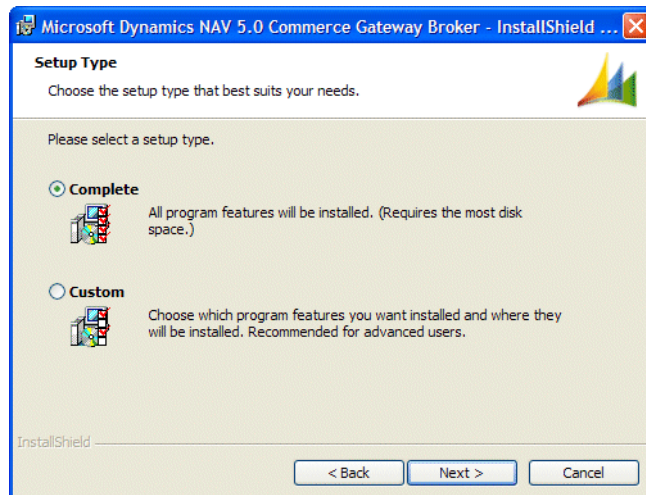 Microsoft Dynamics NAV 5.0 Commerce Gateway Broker - InstallShield ...
Setup Type
Choose the setup type that best suits your needs.
Please select a setup type.
Complete
All program features will be installed. (Requires the most disk
space.)
Custom
Choose which program features you want installed and where they
will be installed. Recommended for advanced users.
InstallShield
< Back Next > Cancel